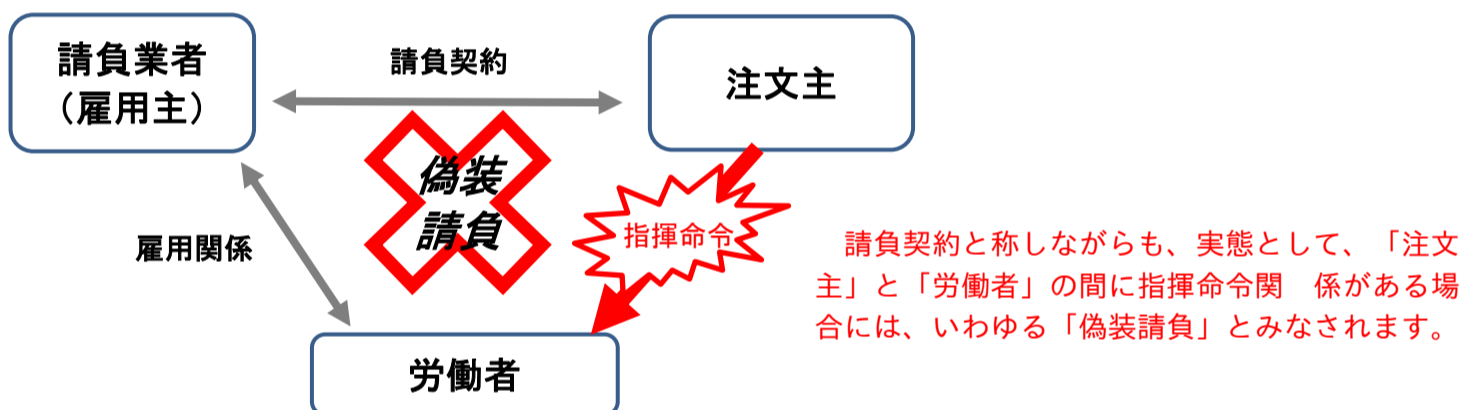 請負業者
(雇用主)
請負契約
注文主
偽装
請負
指揮命令
雇用関係
労働者
請負契約と称しながらも、実態として、「注文
主」と「労働者」の間に指揮命令関　係がある場
合には、いわゆる「偽装請負」とみなされます。